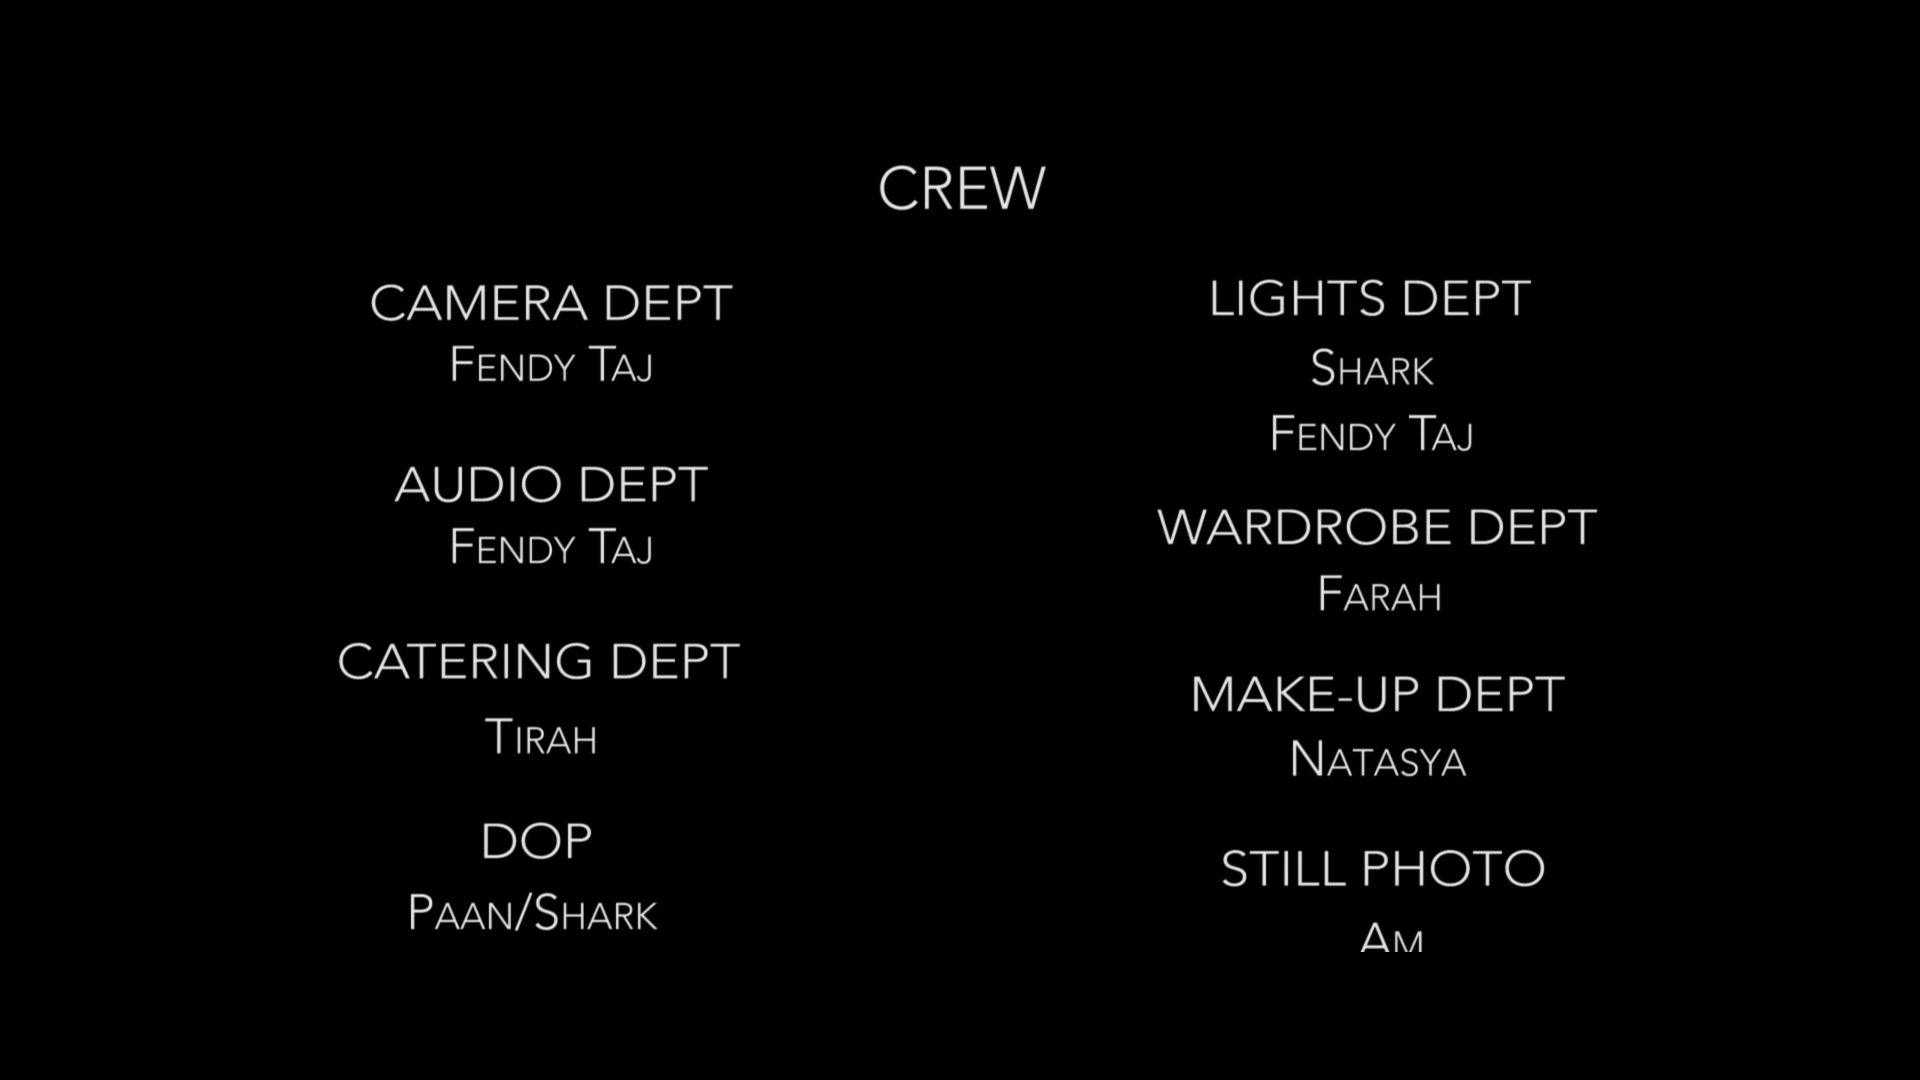 CREW
CAMERA DEPT
Fendy Taj
AUDIO DEPT
Fendy Taj
CATERING DEPT
Tirah
DOP
Paan/Shark
LIGHTS DEPT
Shark
Fendy Taj
WARDROBE DEPT
Farah
MAKE-UP DEPT
Natasya
STILL PHOTO
Am